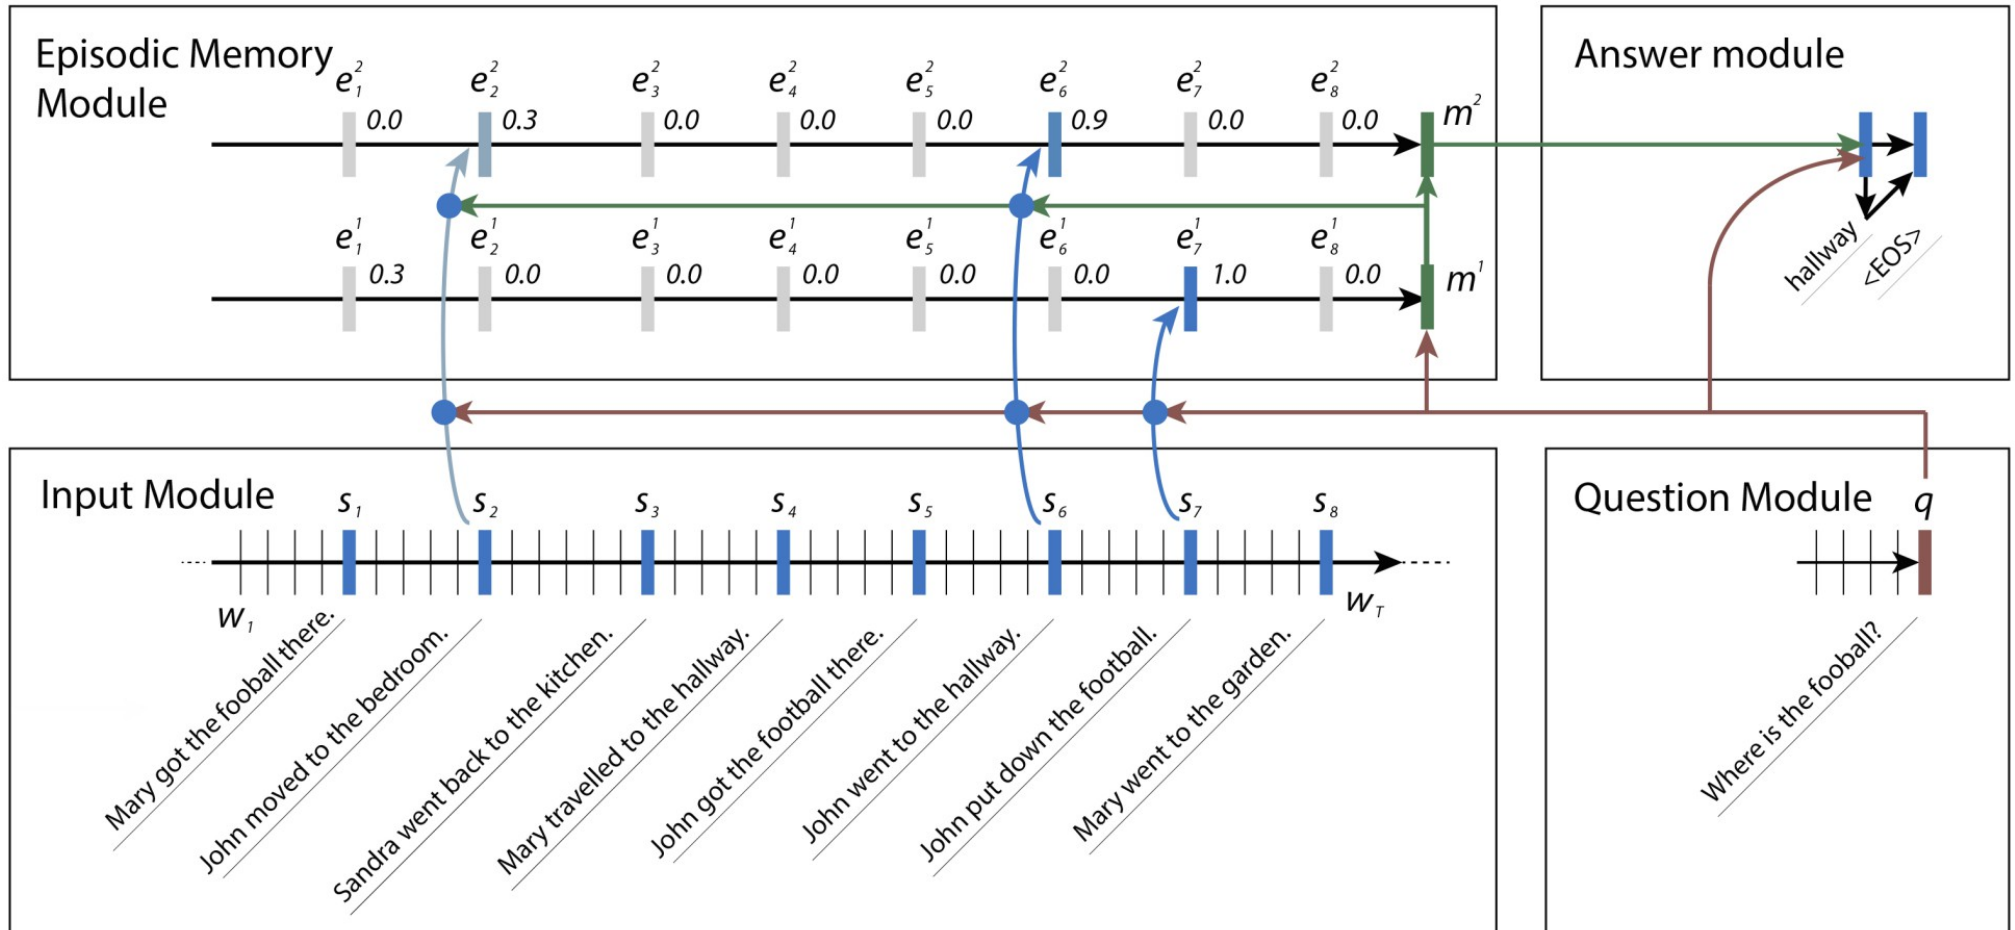 Episodic Memory
Module
e₁² 0.0 e₂² 0.3 e₃² 0.0 e₄² 0.0 e₅² 0.0 e₆² 0.9 e₇² 0.0 e₈² 0.0 m²
e₁¹ 0.3 e₂¹ 0.0 e₃¹ 0.0 e₄¹ 0.0 e₅¹ 0.0 e₆¹ 0.0 e₇¹ 1.0 e₈¹ 0.0 m¹
Answer module
hallway
<EOS>
Input Module
s₁ s₂ s₃ s₄ s₅ s₆ s₇ s₈
w₁ w_T
Mary got the fooball there.
John moved to the bedroom.
Sandra went back to the kitchen.
Mary travelled to the hallway.
John got the football there.
John went to the hallway.
John put down the football.
Mary went to the garden.
Question Module
q
Where is the fooball?